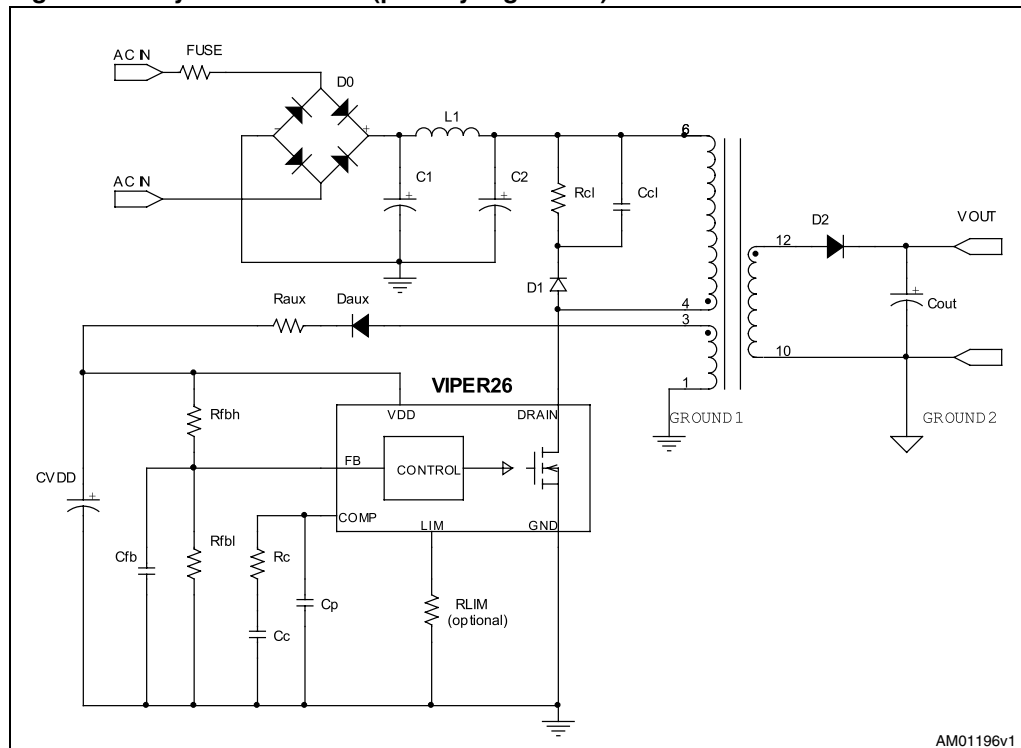 AC IN
FUSE
D0
AC IN
-
+
L1
C1
+
C2
+
Rcl
Ccl
D1
6
4
3
1
12
10
D2
VOUT
+
Cout
GROUND1
GROUND2
Raux
Daux
VIPER26
VDD
DRAIN
FB
CONTROL
COMP
LIM
GND
Rfbh
CVDD
+
Cfb
Rfbl
Rc
Cc
Cp
RLIM
(optional)
AM01196v1